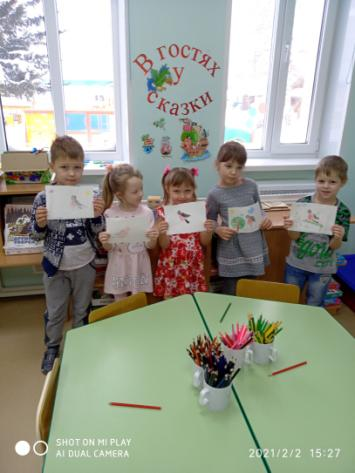 В гостях
у
сказки
SHOT ON MI PLAY
AI DUAL CAMERA
2021/2/2 15:27